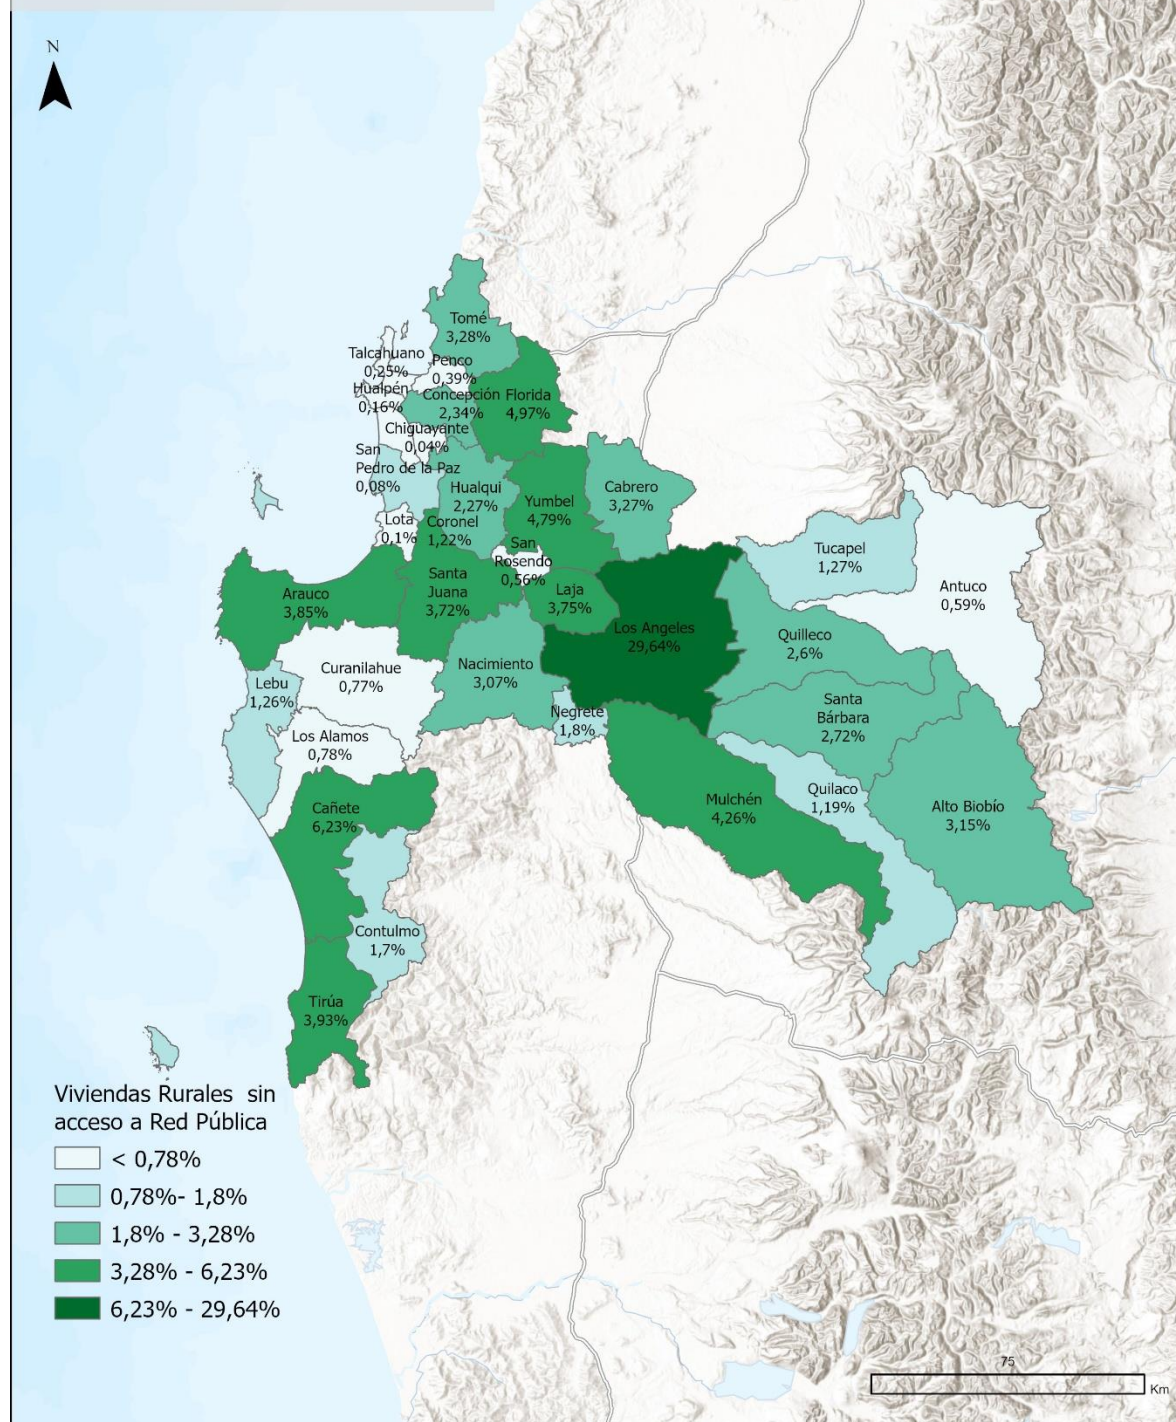 N
Tomé
3,28%
Talcahuano
0,25%
Penco
0,39%
Hualpén
0,16%
Concepción
2,34%
Florida
4,97%
Chiguayante
0,04%
San
Pedro de la Paz
0,08%
Hualqui
2,27%
Yumbel
4,79%
Cabrero
3,27%
Lota
0,1%
Coronel
1,22%
San
Rosendo
0,56%
Tucapel
1,27%
Antuco
0,59%
Arauco
3,85%
Santa
Juana
3,72%
Laja
3,75%
Los Angeles
29,64%
Quilleco
2,6%
Curanilahue
0,77%
Nacimiento
3,07%
Lebu
1,26%
Negrete
1,8%
Santa
Bárbara
2,72%
Los Alamos
0,78%
Cañete
6,23%
Mulchén
4,26%
Quilaco
1,19%
Alto Biobío
3,15%
Contulmo
1,7%
Tirúa
3,93%
Viviendas Rurales sin
acceso a Red Pública
< 0,78%
0,78%- 1,8%
1,8% - 3,28%
3,28% - 6,23%
6,23% - 29,64%
75
Km